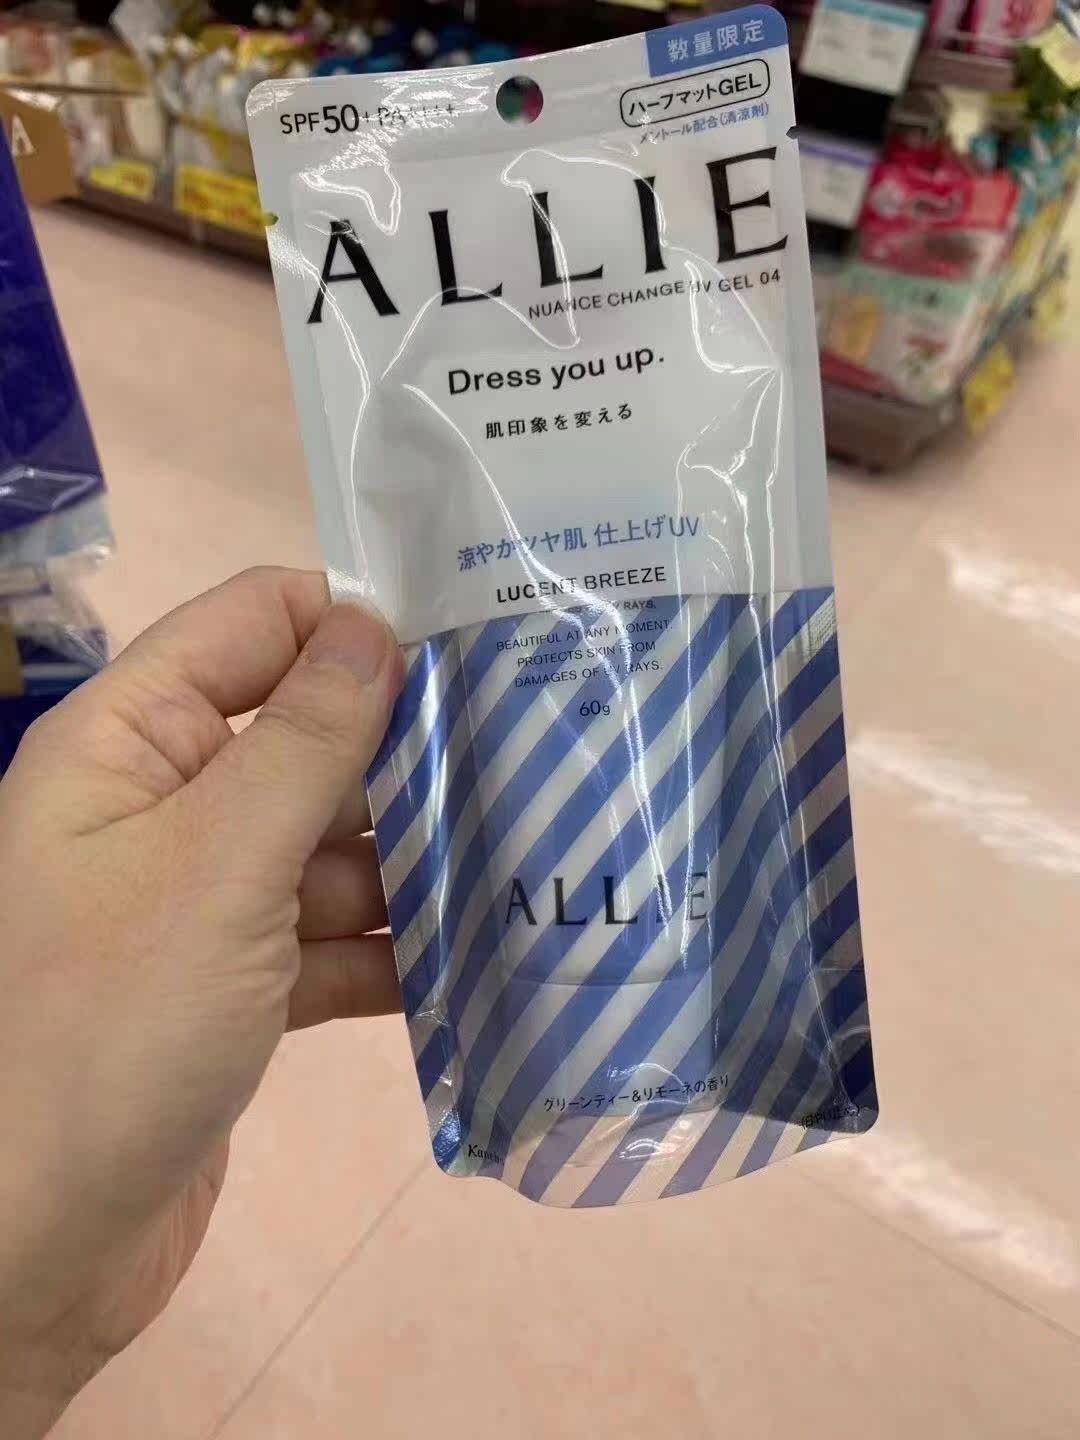 数量限定
SPF50+PA++++
ハーフマットGEL
メントール配合(清涼剤)
ALLIE
NUANCE CHANGE UV GEL 04
Dress you up.
肌印象を変える
涼やかツヤ肌 仕上げUV
LUCENT BREEZE
RAYS.
BEAUTIFUL AT ANY MOMENT.
PROTECTS SKIN FROM
DAMAGES OF UV RAYS.
60g
ALLIE
グリーンティー&リモーネの香り